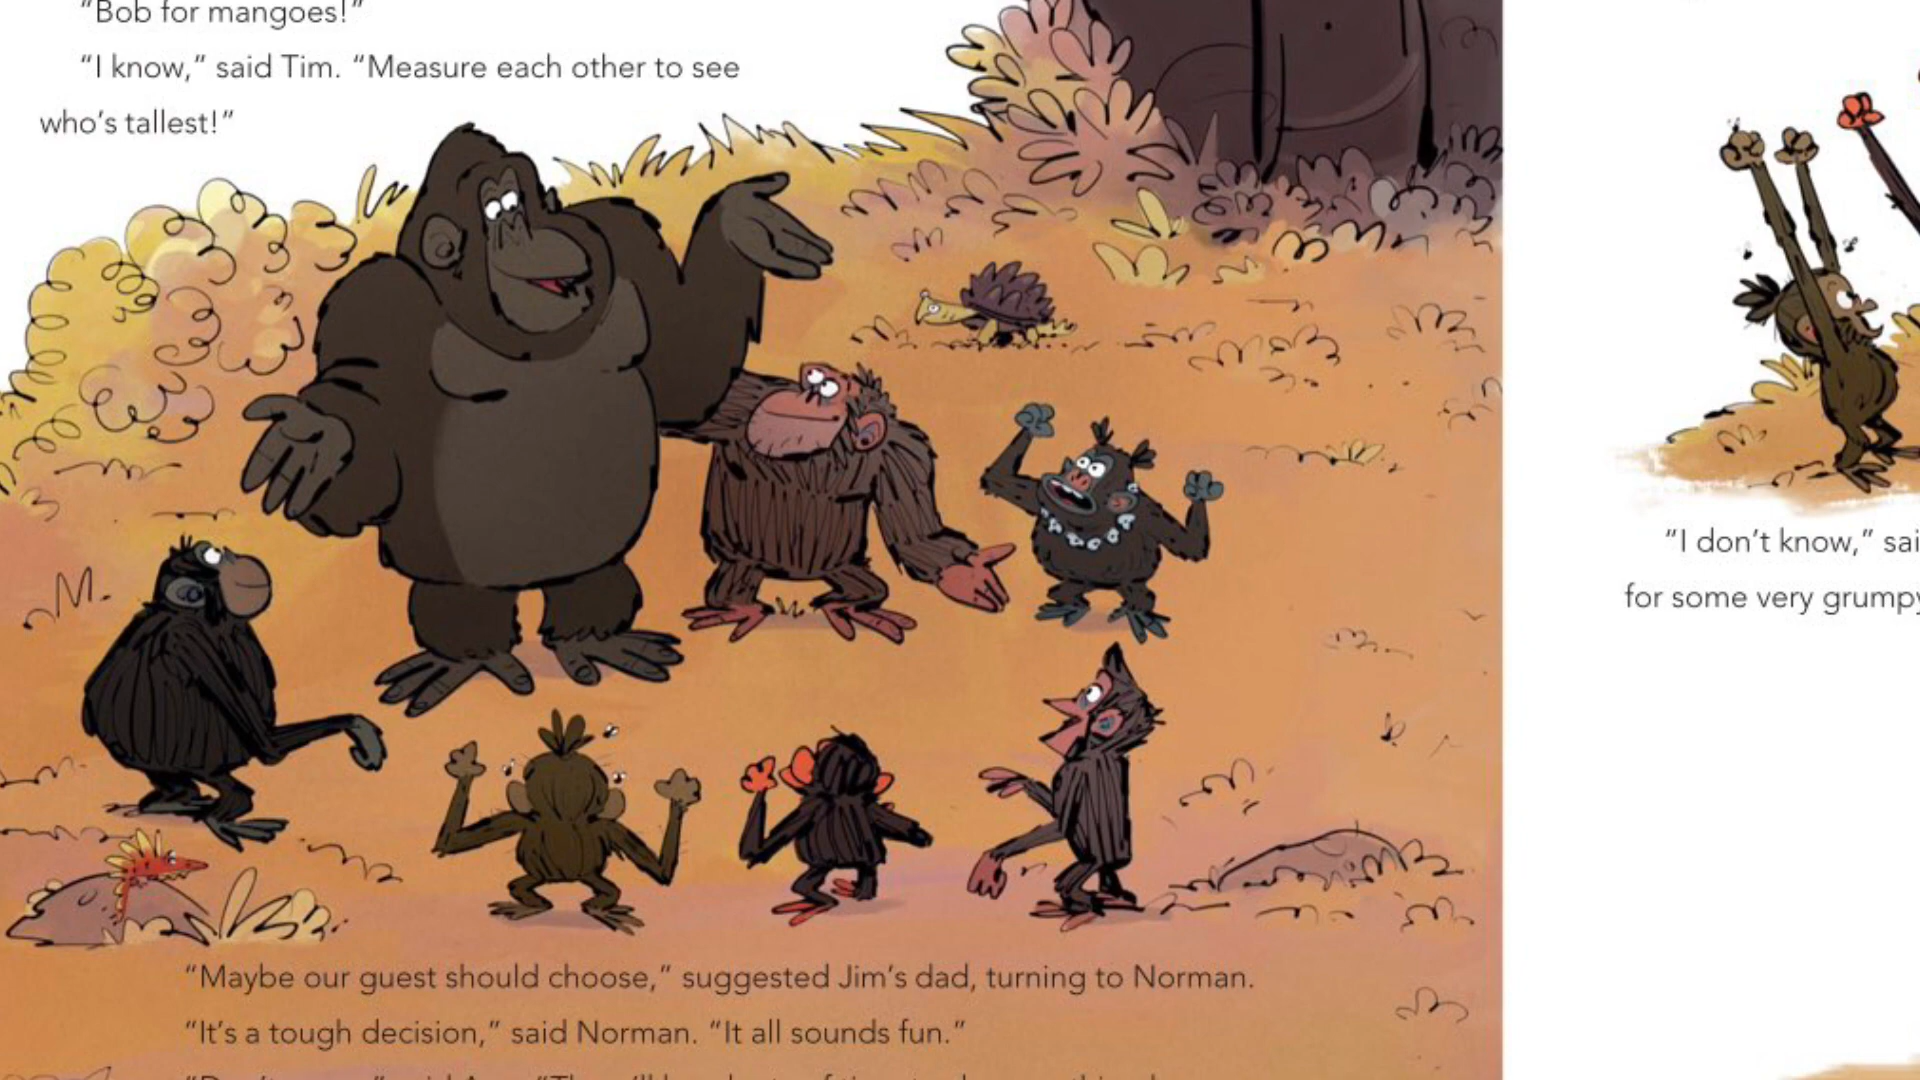 “Bob for mangoes!”
“I know,” said Tim. “Measure each other to see
who’s tallest!”
“Maybe our guest should choose,” suggested Jim’s dad, turning to Norman.
“It’s a tough decision,” said Norman. “It all sounds fun.”
“I don’t know,” sai
for some very grumpy